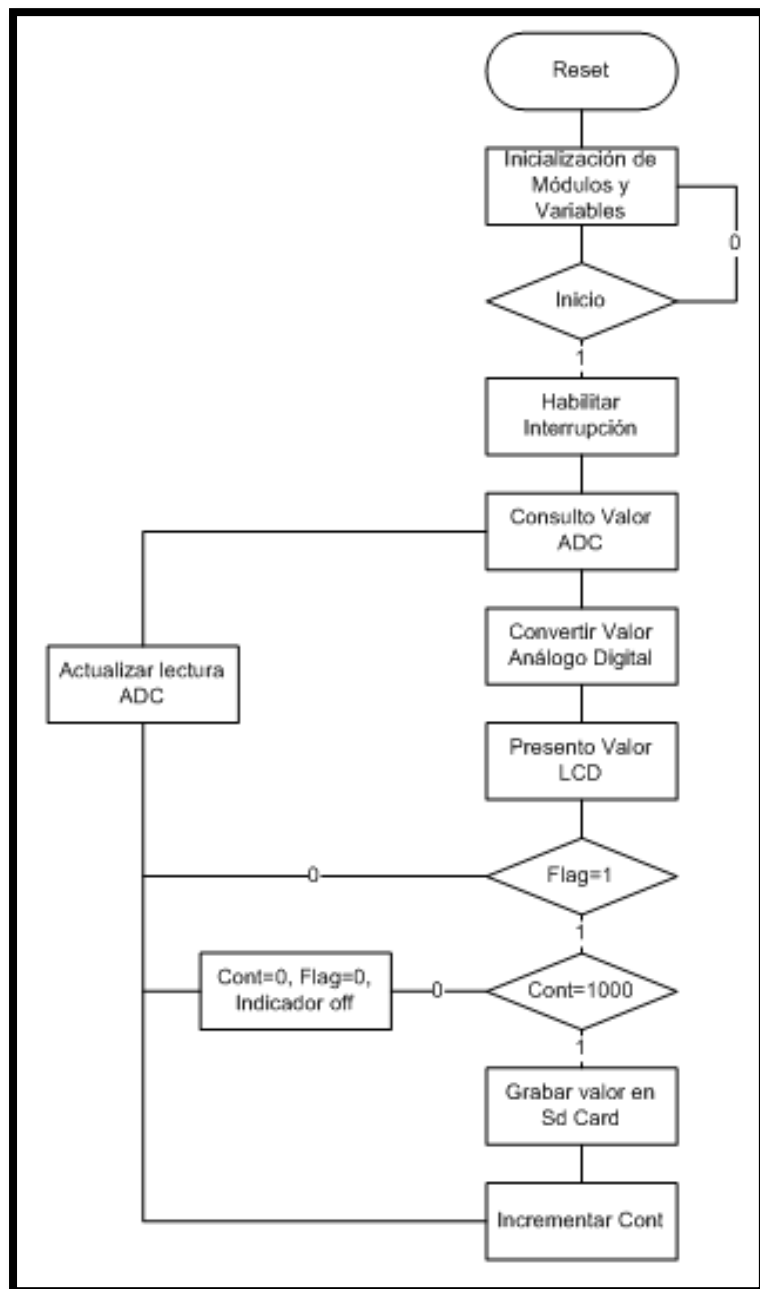 Reset
Inicialización de
Módulos y
Variables
0
Inicio
1
Habilitar
Interrupción
Consulto Valor
ADC
Actualizar lectura
ADC
Convertir Valor
Análogo Digital
Presento Valor
LCD
0
Flag=1
1
Cont=0, Flag=0,
Indicador off
0
Cont=1000
1
Grabar valor en
Sd Card
Incrementar Cont